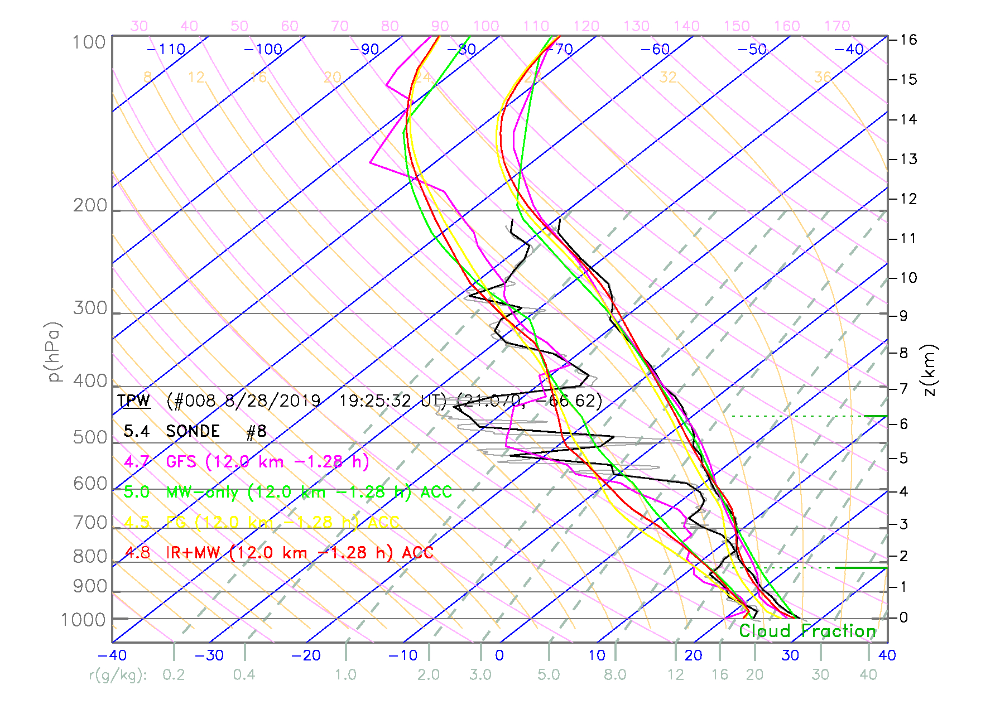 30 40 50 60 70 80 90 100 110 120 130 140 150 160 170
100 -110 -100 -90 -80 -70 -60 -50 -40 16
8 12 16 20 24 28 32 36 15
14
13
200 12
11
10
300 9
p(hPa) 8 z(km)
400 7
TPW (#008 8/28/2019 19:25:32 UT) (21.070, -66.62)
6
5.4 SONDE #8
500
4.7 GFS (12.0 km -1.28 h) 5
600 5.0 MW-only (12.0 km -1.28 h) ACC 4
700 4.5 FG (12.0 km -1.28 h) ACC 3
800 4.8 IR+MW (12.0 km -1.28 h) ACC 2
900 1
1000 0
Cloud Fraction
-40 -30 -20 -10 0 10 20 30 40
r(g/kg): 0.2 0.4 1.0 2.0 3.0 5.0 8.0 12 16 20 30 40